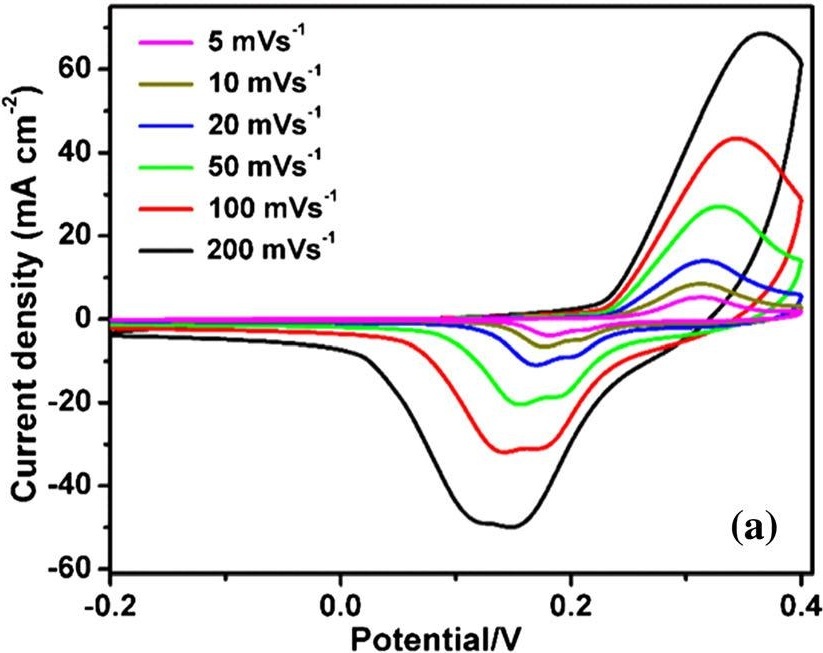 5 mVs⁻¹
10 mVs⁻¹
20 mVs⁻¹
50 mVs⁻¹
100 mVs⁻¹
200 mVs⁻¹
Current density (mA cm⁻²)
60
40
20
0
-20
-40
-60
(a)
-0.2 0.0 0.2 0.4
Potential/V